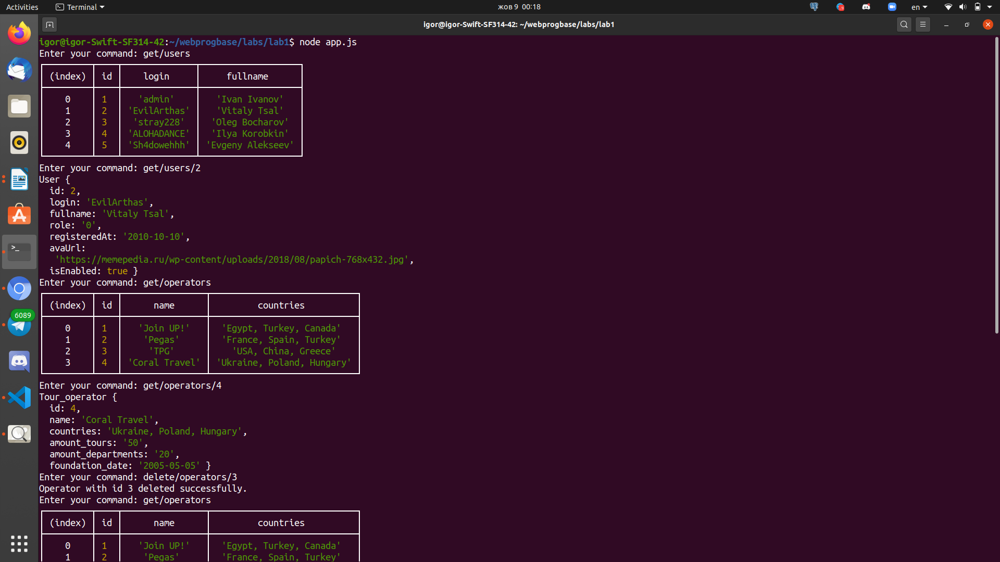 Activities Terminal жов 9 00:18 en
igor@igor-Swift-SF314-42: ~/webprogbase/labs/lab1
igor@igor-Swift-SF314-42:~/webprogbase/labs/lab1$ node app.js
Enter your command: get/users
(index) id login fullname
0 1 'admin' 'Ivan Ivanov'
1 2 'EvilArthas' 'Vitaly Tsal'
2 3 'stray228' 'Oleg Bocharov'
3 4 'ALOHADANCE' 'Ilya Korobkin'
4 5 'Sh4dowehhh' 'Evgeny Alekseev'
Enter your command: get/users/2
User {
id: 2,
login: 'EvilArthas',
fullname: 'Vitaly Tsal',
role: '0',
registeredAt: '2010-10-10',
avaUrl:
'https://memepedia.ru/wp-content/uploads/2018/08/papich-768x432.jpg',
isEnabled: true }
Enter your command: get/operators
(index) id name countries
0 1 'Join UP!' 'Egypt, Turkey, Canada'
1 2 'Pegas' 'France, Spain, Turkey'
2 3 'TPG' 'USA, China, Greece'
3 4 'Coral Travel' 'Ukraine, Poland, Hungary'
Enter your command: get/operators/4
Tour_operator {
id: 4,
name: 'Coral Travel',
countries: 'Ukraine, Poland, Hungary',
amount_tours: '50',
amount_departments: '20',
foundation_date: '2005-05-05' }
Enter your command: delete/operators/3
Operator with id 3 deleted successfully.
Enter your command: get/operators
(index) id name countries
0 1 'Join UP!' 'Egypt, Turkey, Canada'
1 2 'Pegas' 'France, Spain, Turkey'
6089